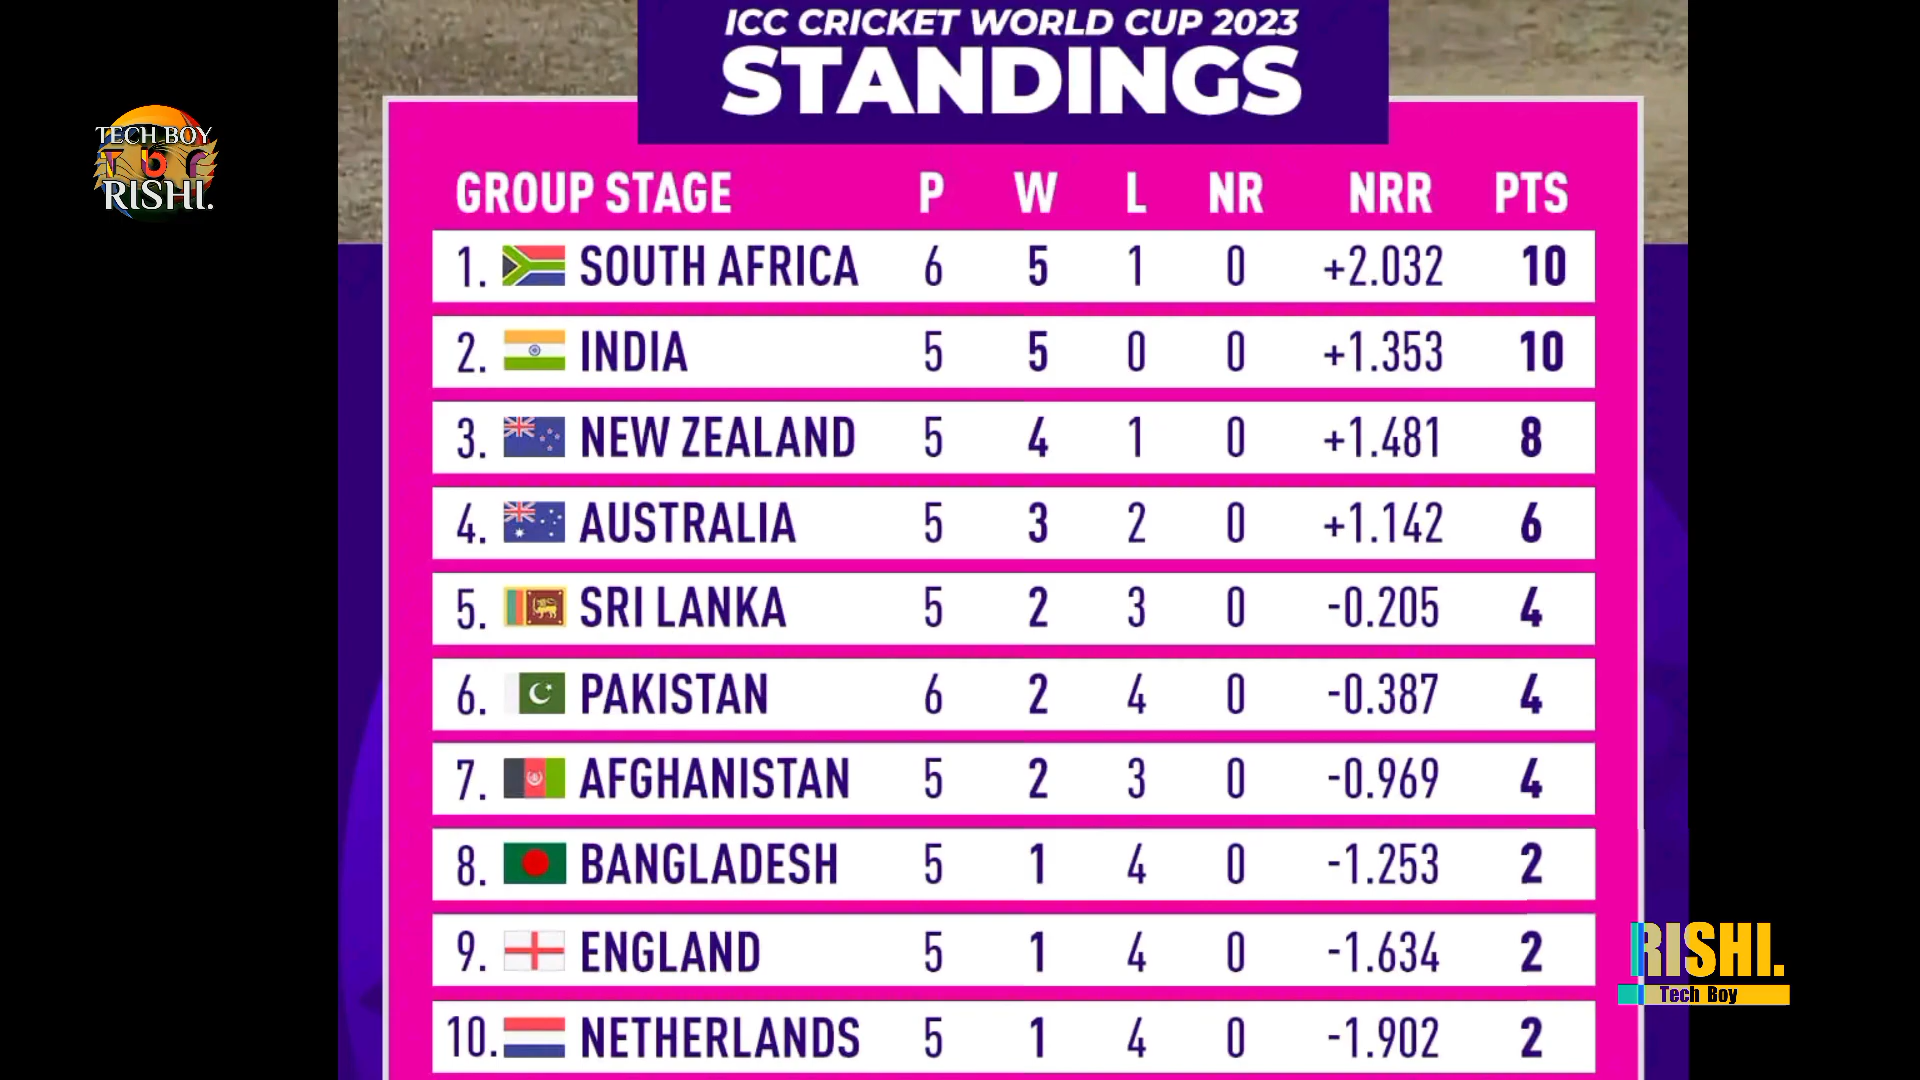 ICC CRICKET WORLD CUP 2023
STANDINGS
TECH BOY
Tbr
RISHI.
GROUP STAGE P W L NR NRR PTS
1. SOUTH AFRICA 6 5 1 0 +2.032 10
2. INDIA 5 5 0 0 +1.353 10
3. NEW ZEALAND 5 4 1 0 +1.481 8
4. AUSTRALIA 5 3 2 0 +1.142 6
5. SRI LANKA 5 2 3 0 -0.205 4
6. PAKISTAN 6 2 4 0 -0.387 4
7. AFGHANISTAN 5 2 3 0 -0.969 4
8. BANGLADESH 5 1 4 0 -1.253 2
9. ENGLAND 5 1 4 0 -1.634 2
10. NETHERLANDS 5 1 4 0 -1.902 2
RISHI.
Tech Boy